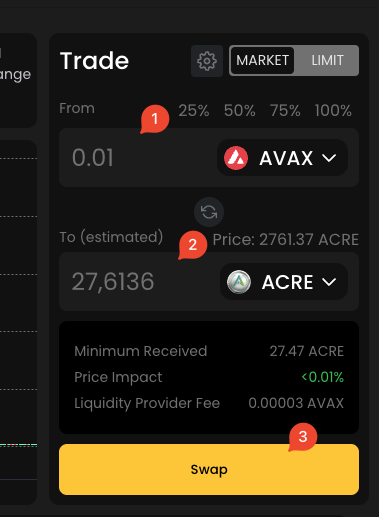 ange
Trade
MARKET
LIMIT
From
1
25% 50% 75% 100%
0.01
AVAX
To (estimated)
2
Price: 2761.37 ACRE
27,6136
ACRE
Minimum Received 27.47 ACRE
Price Impact <0.01%
Liquidity Provider Fee 0.00003 AVAX
3
Swap